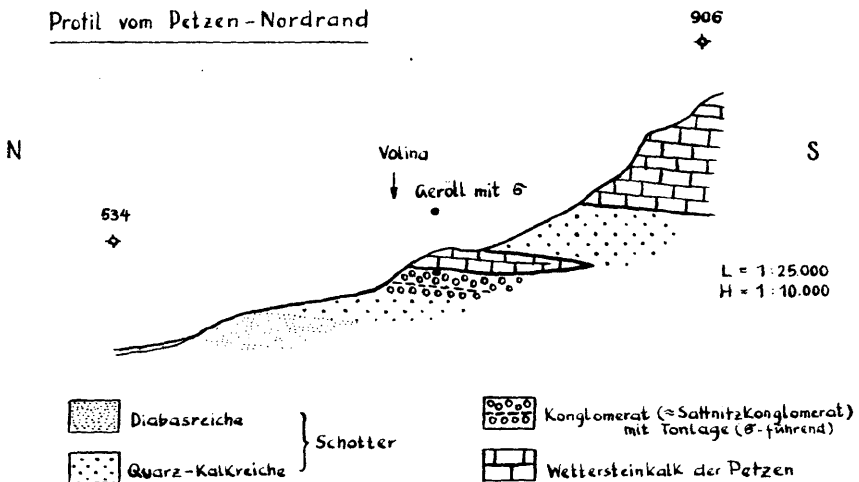 Profil vom Petzen-Nordrand
906
N
Volina
S
Geröll mit σ
534
L = 1:25.000
H = 1:10.000
Diabasreiche
Quarz-Kalkreiche
Schotter
Konglomerat (≈Sattnitzkonglomerat)
mit Tonlage (σ-führend)
Wettersteinkalk der Petzen